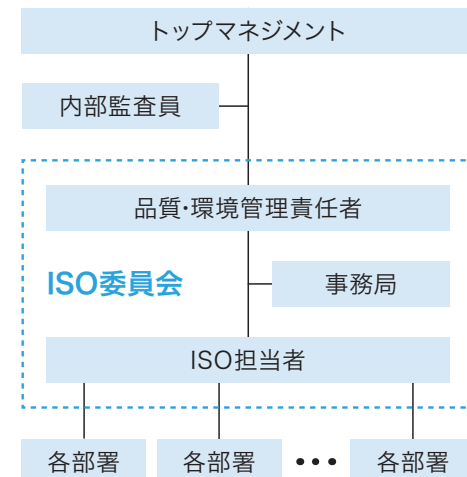 トップマネジメント
内部監査員
品質・環境管理責任者
ISO委員会
事務局
ISO担当者
各部署
各部署
•••
各部署